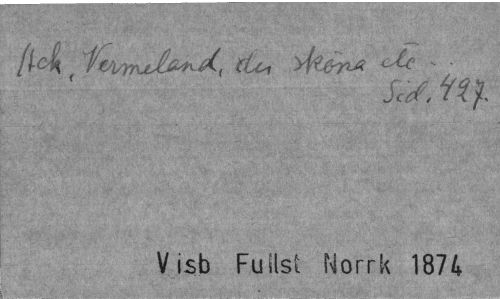 Ack, Vermeland, du sköna etc...
Sid. 427.
Visb Fullst Norrk 1874